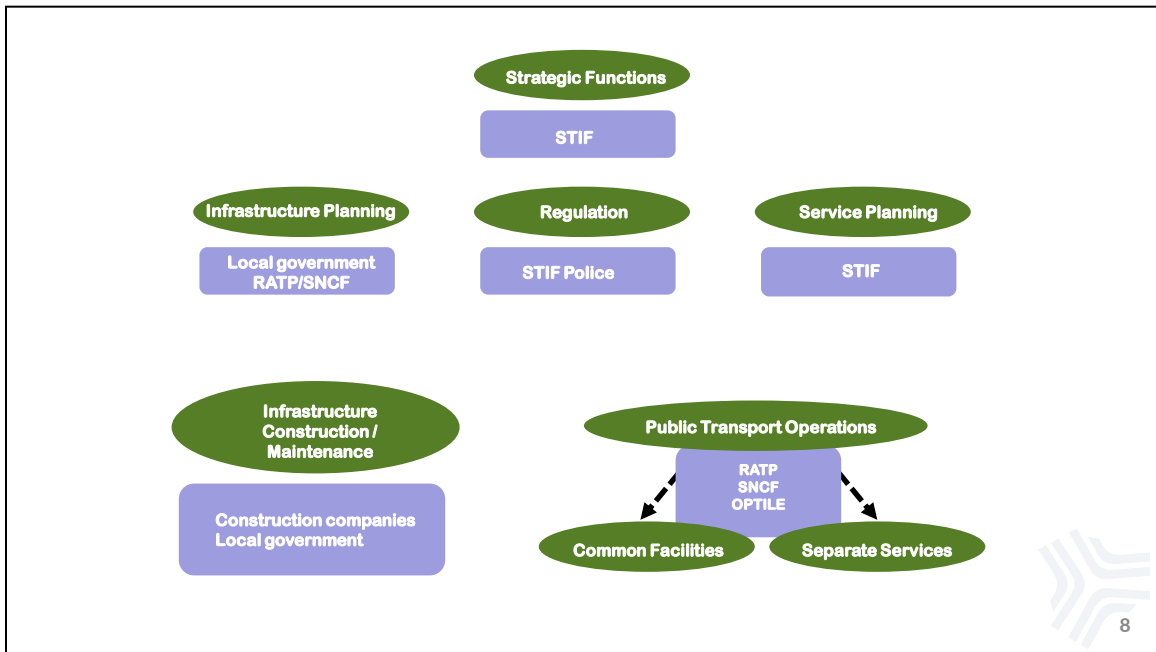 Strategic Functions
STIF
Infrastructure Planning
Regulation
Service Planning
Local government
RATP/SNCF
STIF Police
STIF
Infrastructure
Construction /
Maintenance
Public Transport Operations
RATP
SNCF
OPTILE
Construction companies
Local government
Common Facilities
Separate Services
8